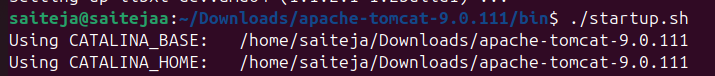 saiteja@saitejaa:~/Downloads/apache-tomcat-9.0.111/bin$ ./startup.sh
Using CATALINA_BASE:   /home/saiteja/Downloads/apache-tomcat-9.0.111
Using CATALINA_HOME:   /home/saiteja/Downloads/apache-tomcat-9.0.111